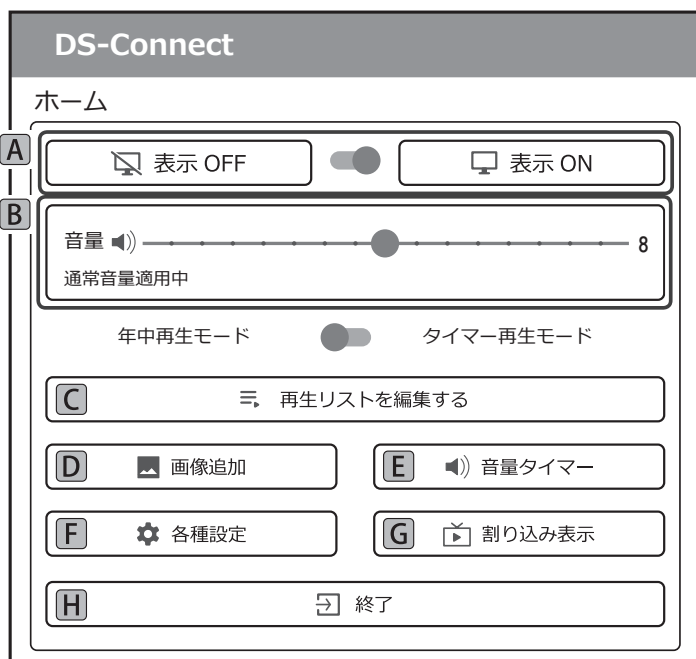 DS-Connect
ホーム
A
表示 OFF
表示 ON
B
音量 8
通常音量適用中
年中再生モード タイマー再生モード
C 再生リストを編集する
D 画像追加
E 音量タイマー
F 各種設定
G 割り込み表示
H 終了